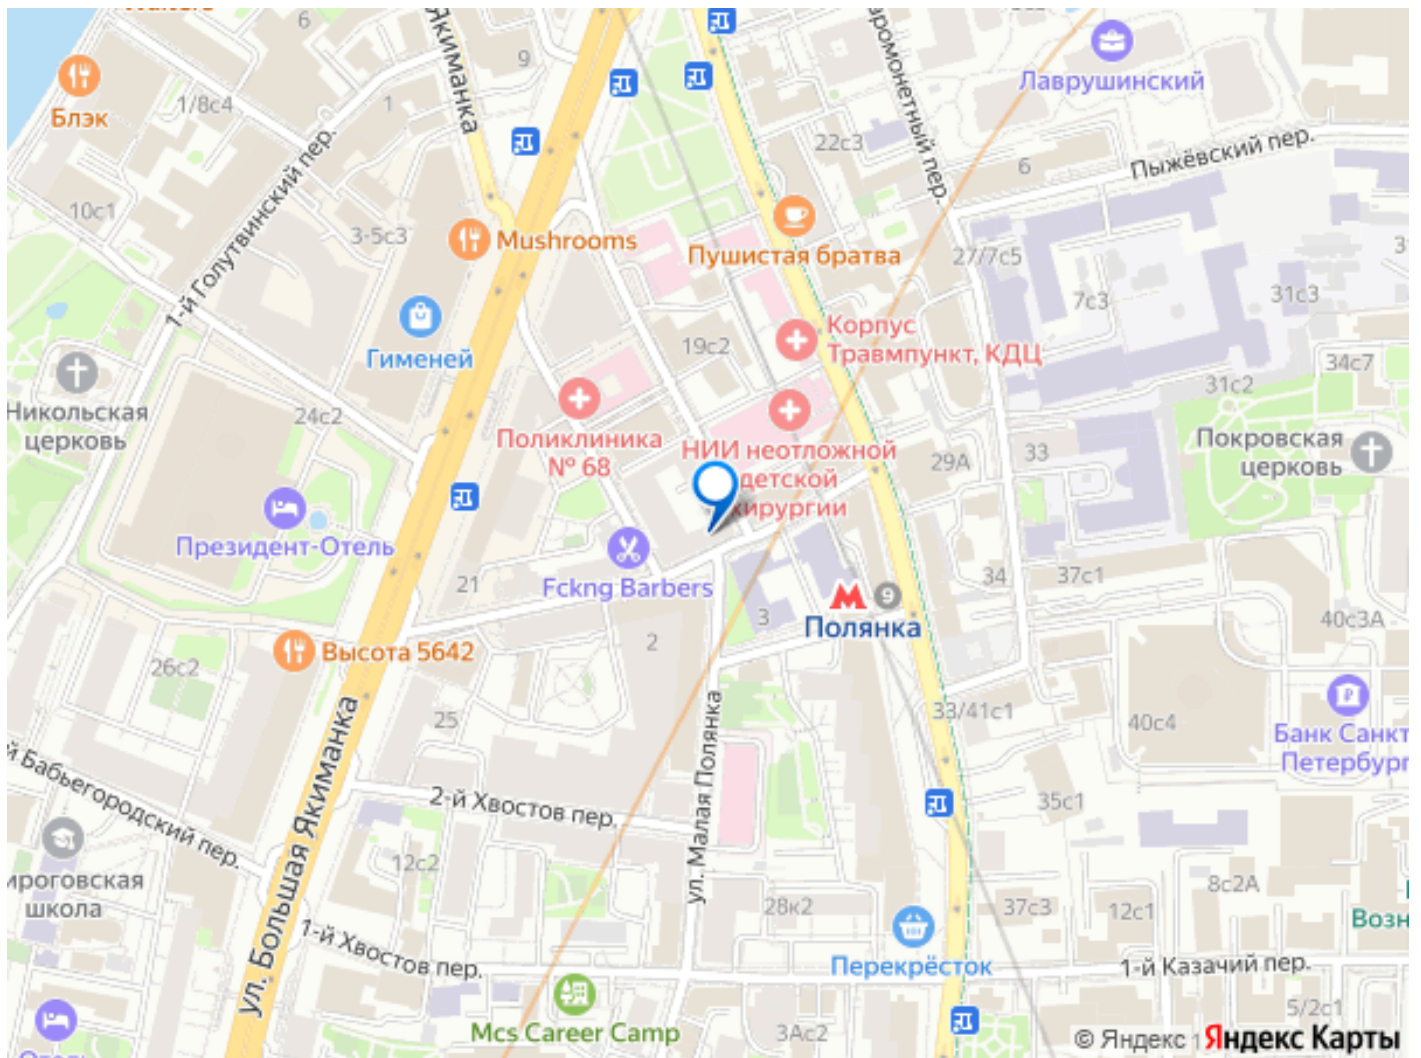 Блэк
1/8с4
6
1
9
Якиманка
Лаврушинский
22с3
6
Пыжёвский пер.
10с1
1-й Голутвинский пер.
3-5с3
Mushrooms
Пушистая братва
27/7с5
7с3
31с3
Гименей
19с2
Корпус
Травмпункт, КДЦ
34с7
31с2
Никольская
церковь
24с2
Поликлиника
№ 68
НИИ неотложной
детской
хирургии
29А
33
Покровская
церковь
Президент-Отель
21
Fckng Barbers
3
9
Полянка
34
37с1
40с3А
Высота 5642
26с2
2
25
33/41с1
40с4
Банк Санкт
Петербург
ул. Большая Якиманка
ул. Малая Полянка
2-й Хвостов пер.
й Бабьегородский пер.
35с1
ироговская
школа
12с2
28к2
37с3
12с1
8с2А
Возн
1-й Хвостов пер.
Перекрёсток
1-й Казачий пер.
Mcs Career Camp
3Ас2
5/2с1
© Яндекс
Яндекс Карты